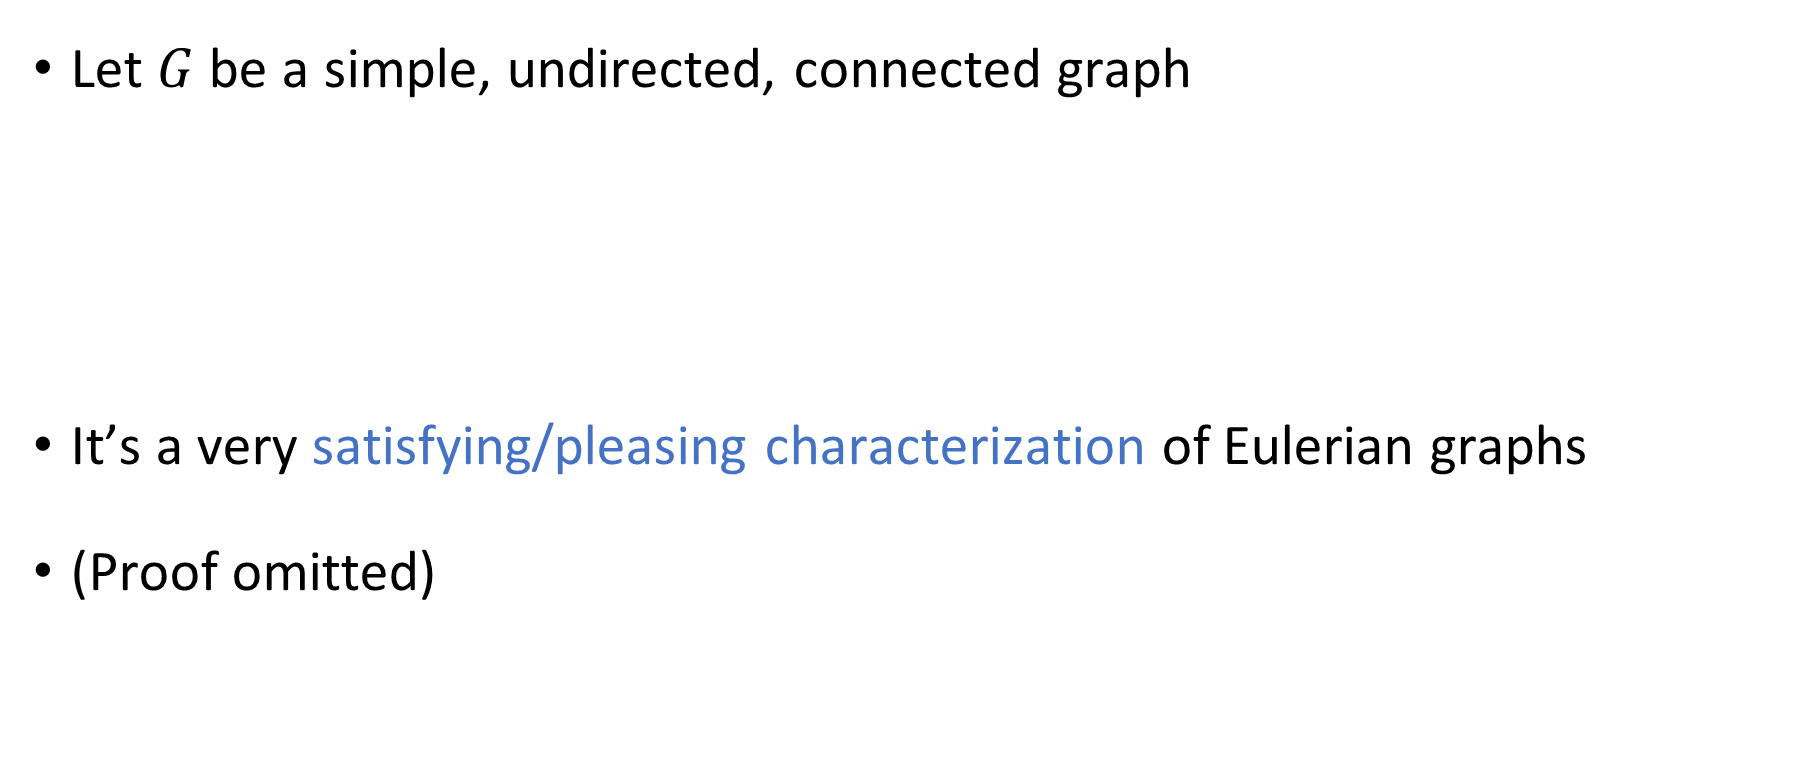 • Let 𝐺 be a simple, undirected, connected graph
• It’s a very satisfying/pleasing characterization of Eulerian graphs
• (Proof omitted)